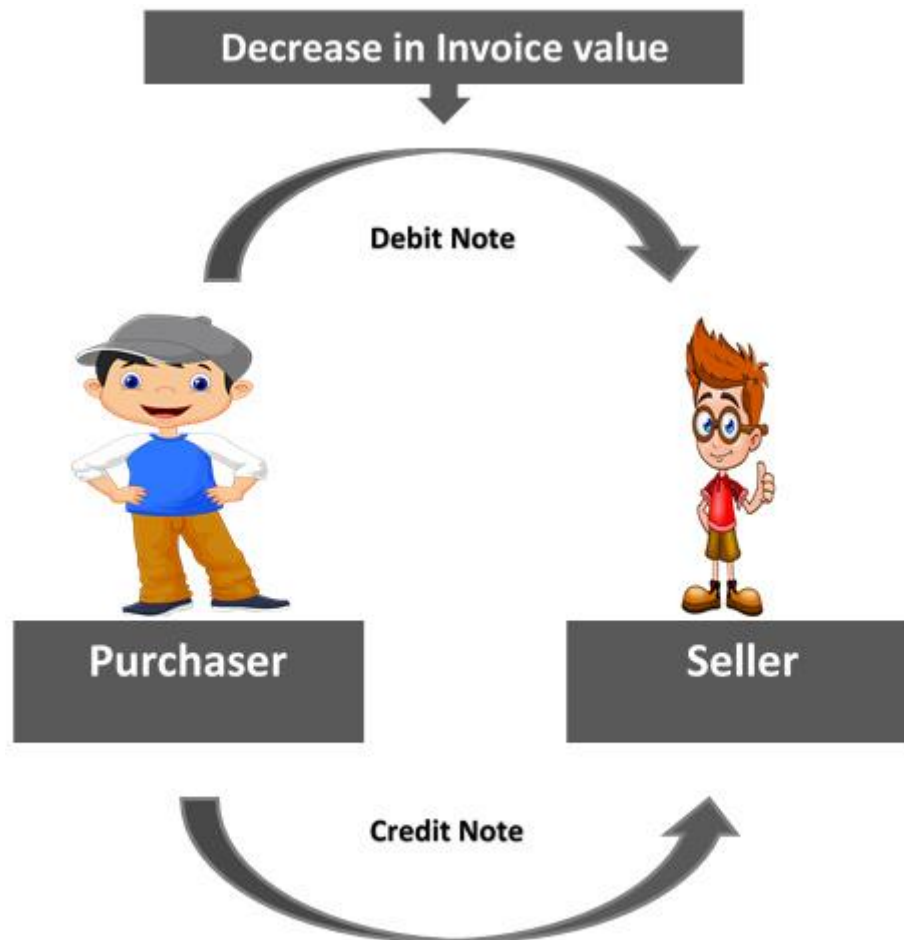 Decrease in Invoice value
Debit Note
Purchaser
Seller
Credit Note